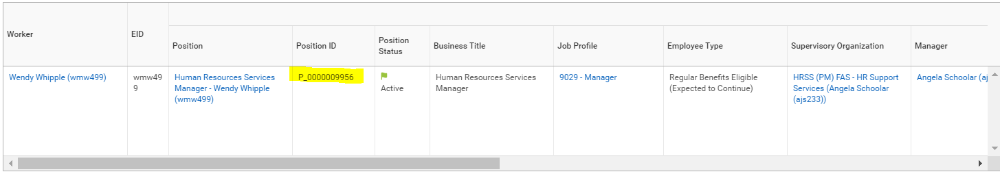 Worker
EID
Position
Position ID
Position
Status
Business Title
Job Profile
Employee Type
Supervisory Organization
Manager
Wendy Whipple (wmw499)
wmw49
9
Human Resources Services
Manager - Wendy Whipple
(wmw499)
P_0000009956
Active
Human Resources Services
Manager
9029 - Manager
Regular Benefits Eligible
(Expected to Continue)
HRSS (PM) FAS - HR Support
Services (Angela Schoolar
(ajs233))
Angela Schoolar (aj